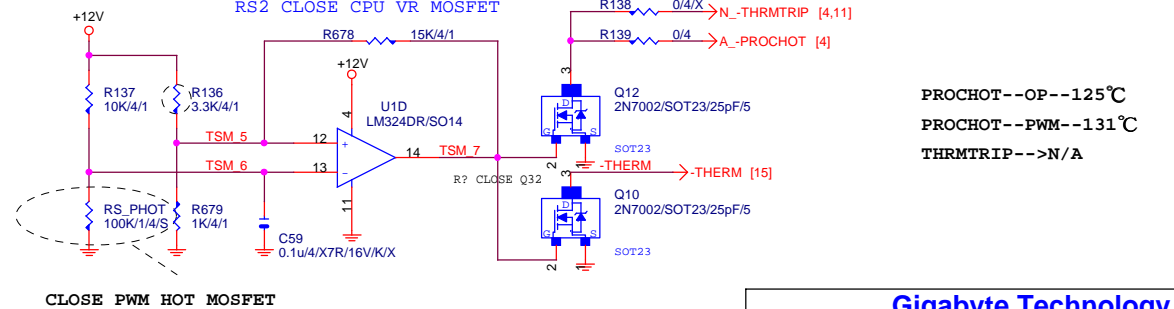 RS2 CLOSE CPU VR MOSFET
+12V
R678 15K/4/1
R138 0/4/X N_-THRMTRIP [4,11]
R139 0/4 A_-PROCHOT [4]
+12V
R137
10K/4/1
R136
3.3K/4/1
U1D
LM324DR/SO14
4
TSM_5 12 +
TSM_6 13 -
14 TSM_7
11
3
D
G S
2 1
Q12
2N7002/SOT23/25pF/5
SOT23
R? CLOSE Q32
-THERM -THERM [15]
3
D
G S
2 1
Q10
2N7002/SOT23/25pF/5
SOT23
RS_PHOT
100K/1/4/S
R679
1K/4/1
C59
0.1u/4/X7R/16V/K/X
CLOSE PWM HOT MOSFET
PROCHOT--OP--125℃
PROCHOT--PWM--131℃
THRMTRIP-->N/A
Gigabyte Technology